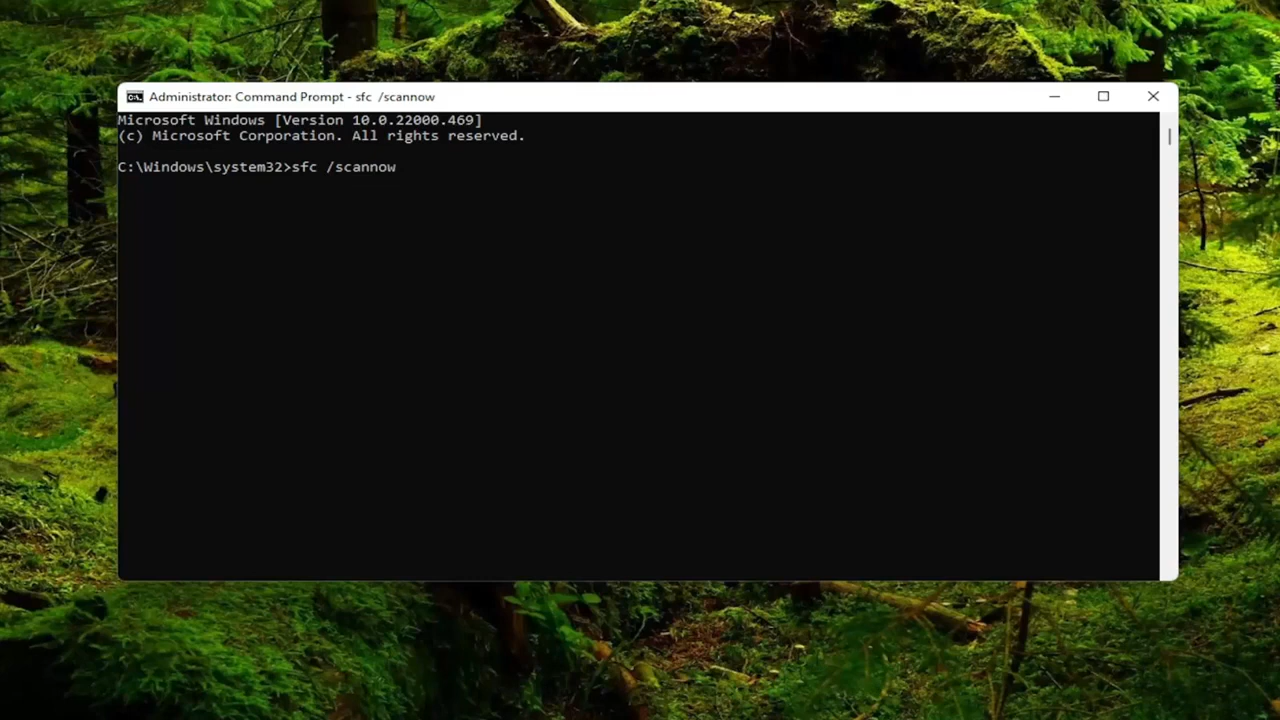 Administrator: Command Prompt - sfc  /scannow
Microsoft Windows [Version 10.0.22000.469]
(c) Microsoft Corporation. All rights reserved.
C:\Windows\system32>sfc /scannow